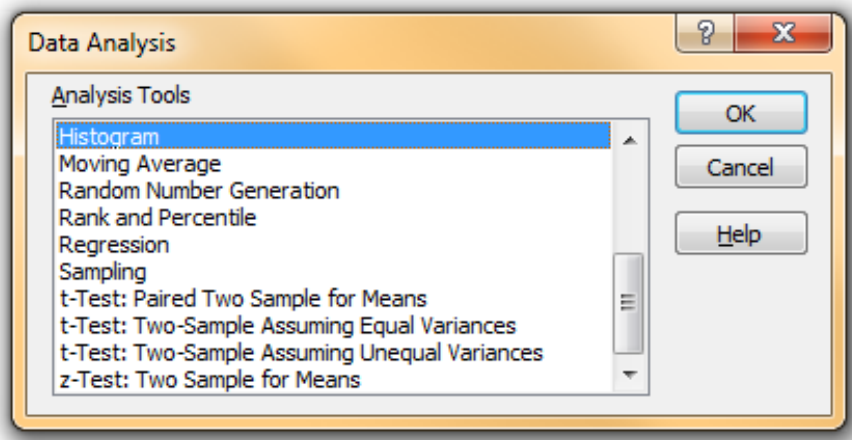 Data Analysis
?
Analysis Tools
Histogram
Moving Average
Random Number Generation
Rank and Percentile
Regression
Sampling
t-Test: Paired Two Sample for Means
t-Test: Two-Sample Assuming Equal Variances
t-Test: Two-Sample Assuming Unequal Variances
z-Test: Two Sample for Means
OK
Cancel
Help